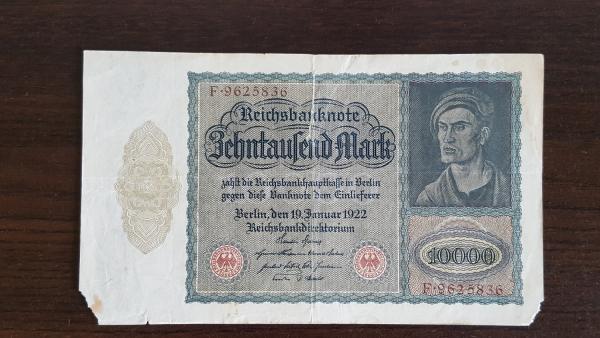 F·9625836
Reichsbanknote
Zehntausend Mark
zahlt die Reichsbankhauptkasse in Berlin
gegen diese Banknote dem Einlieferer
Berlin, den 19. Januar 1922
Reichsbankdirektorium
10000
F·9625836